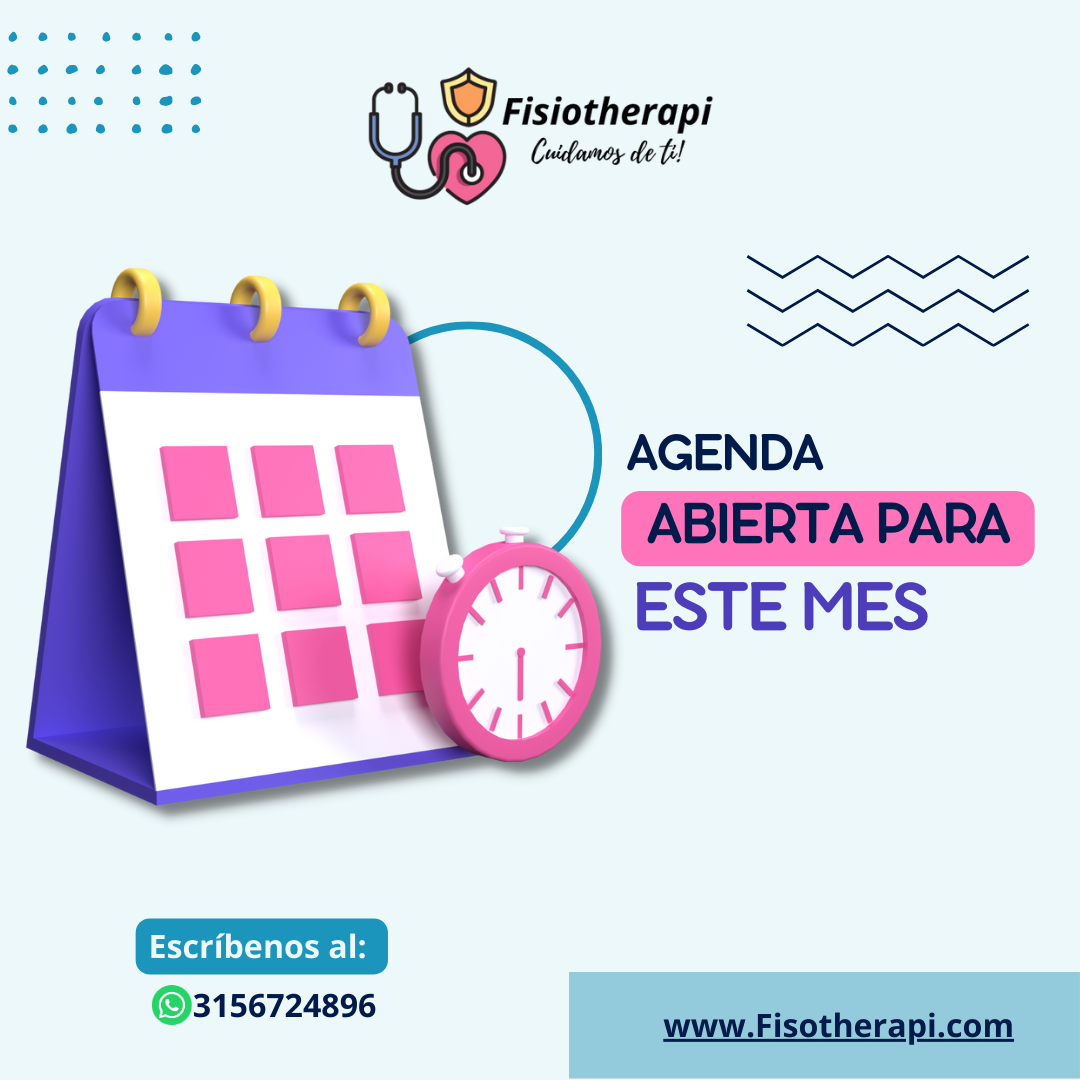 Fisiotherapi
Cuidamos de ti!
AGENDA
ABIERTA PARA
ESTE MES
Escríbenos al:
3156724896
www.Fisotherapi.com